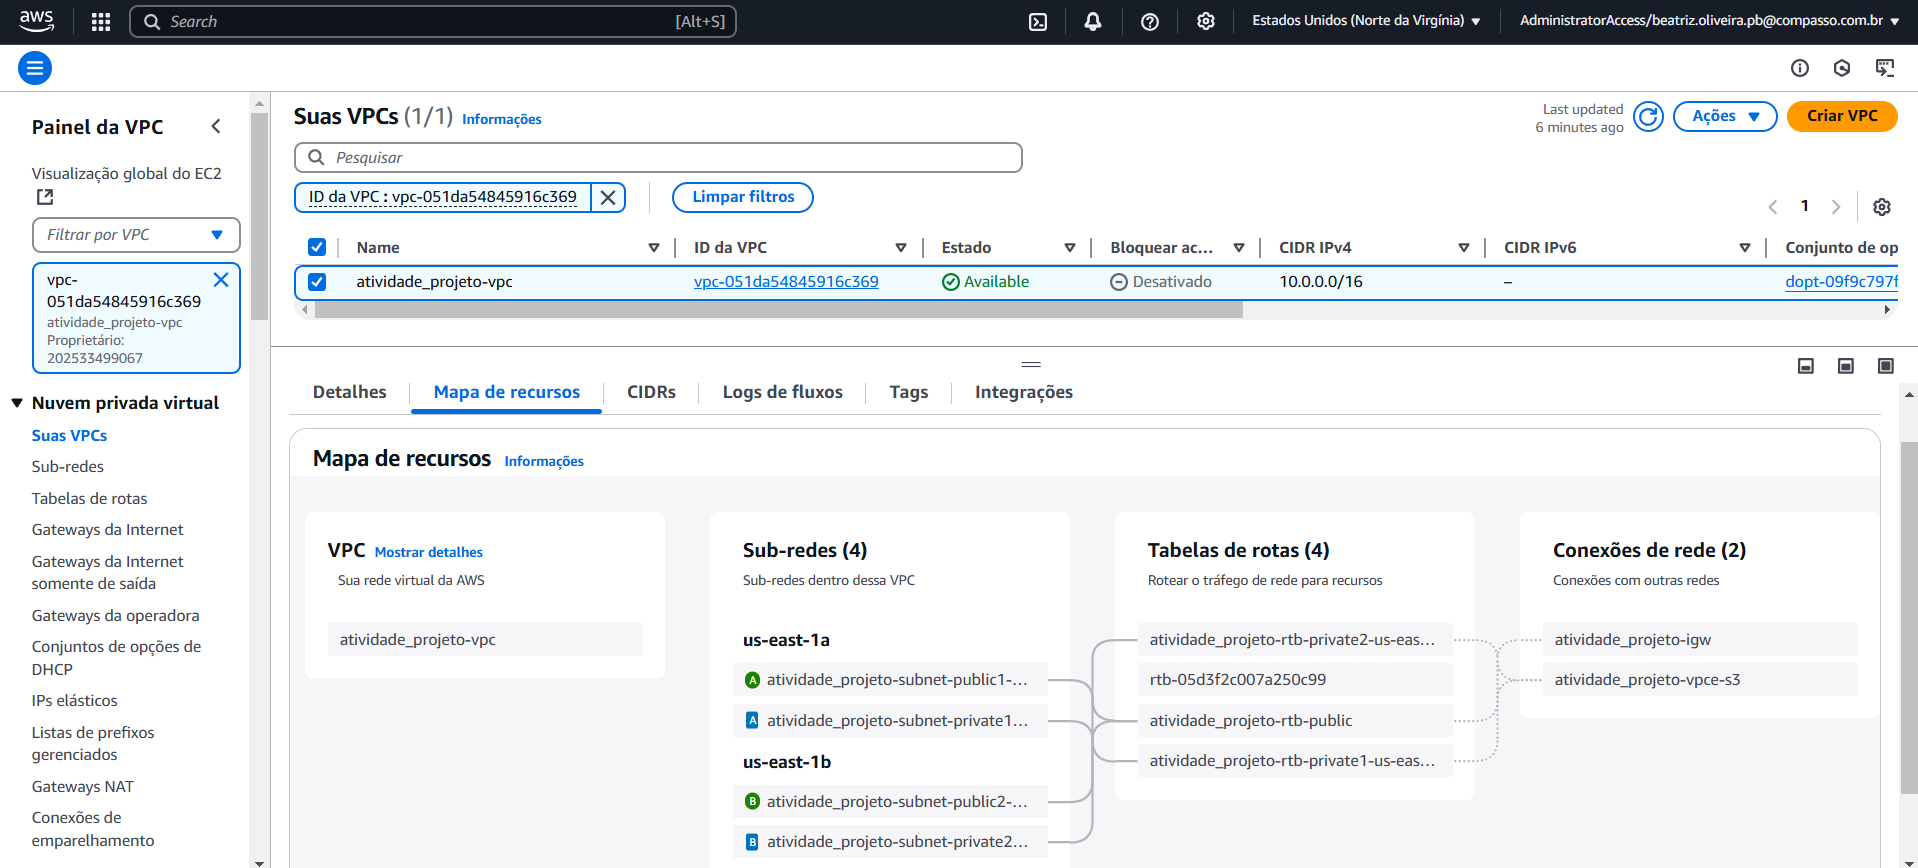 aws
Search
[Alt+S]
Estados Unidos (Norte da Virgínia)
AdministratorAccess/beatriz.oliveira.pb@compasso.com.br
Painel da VPC
Visualização global do EC2
Filtrar por VPC
vpc-
051da54845916c369
atividade_projeto-vpc
Proprietário:
202533499067
Nuvem privada virtual
Suas VPCs
Sub-redes
Tabelas de rotas
Gateways da Internet
Gateways da Internet
somente de saída
Gateways da operadora
Conjuntos de opções de
DHCP
IPs elásticos
Listas de prefixos
gerenciados
Gateways NAT
Conexões de
emparelhamento
Suas VPCs (1/1) Informações
Last updated
6 minutes ago
Ações
Criar VPC
Pesquisar
ID da VPC : vpc-051da54845916c369
Limpar filtros
1
Name
ID da VPC
Estado
Bloquear ac...
CIDR IPv4
CIDR IPv6
Conjunto de op
atividade_projeto-vpc
vpc-051da54845916c369
Available
Desativado
10.0.0.0/16
–
dopt-09f9c797f
Detalhes
Mapa de recursos
CIDRs
Logs de fluxos
Tags
Integrações
Mapa de recursos Informações
VPC Mostrar detalhes
Sua rede virtual da AWS
atividade_projeto-vpc
Sub-redes (4)
Sub-redes dentro dessa VPC
us-east-1a
A atividade_projeto-subnet-public1-...
A atividade_projeto-subnet-private1...
us-east-1b
B atividade_projeto-subnet-public2-...
B atividade_projeto-subnet-private2...
Tabelas de rotas (4)
Rotear o tráfego de rede para recursos
atividade_projeto-rtb-private2-us-eas...
rtb-05d3f2c007a250c99
atividade_projeto-rtb-public
atividade_projeto-rtb-private1-us-eas...
Conexões de rede (2)
Conexões com outras redes
atividade_projeto-igw
atividade_projeto-vpce-s3